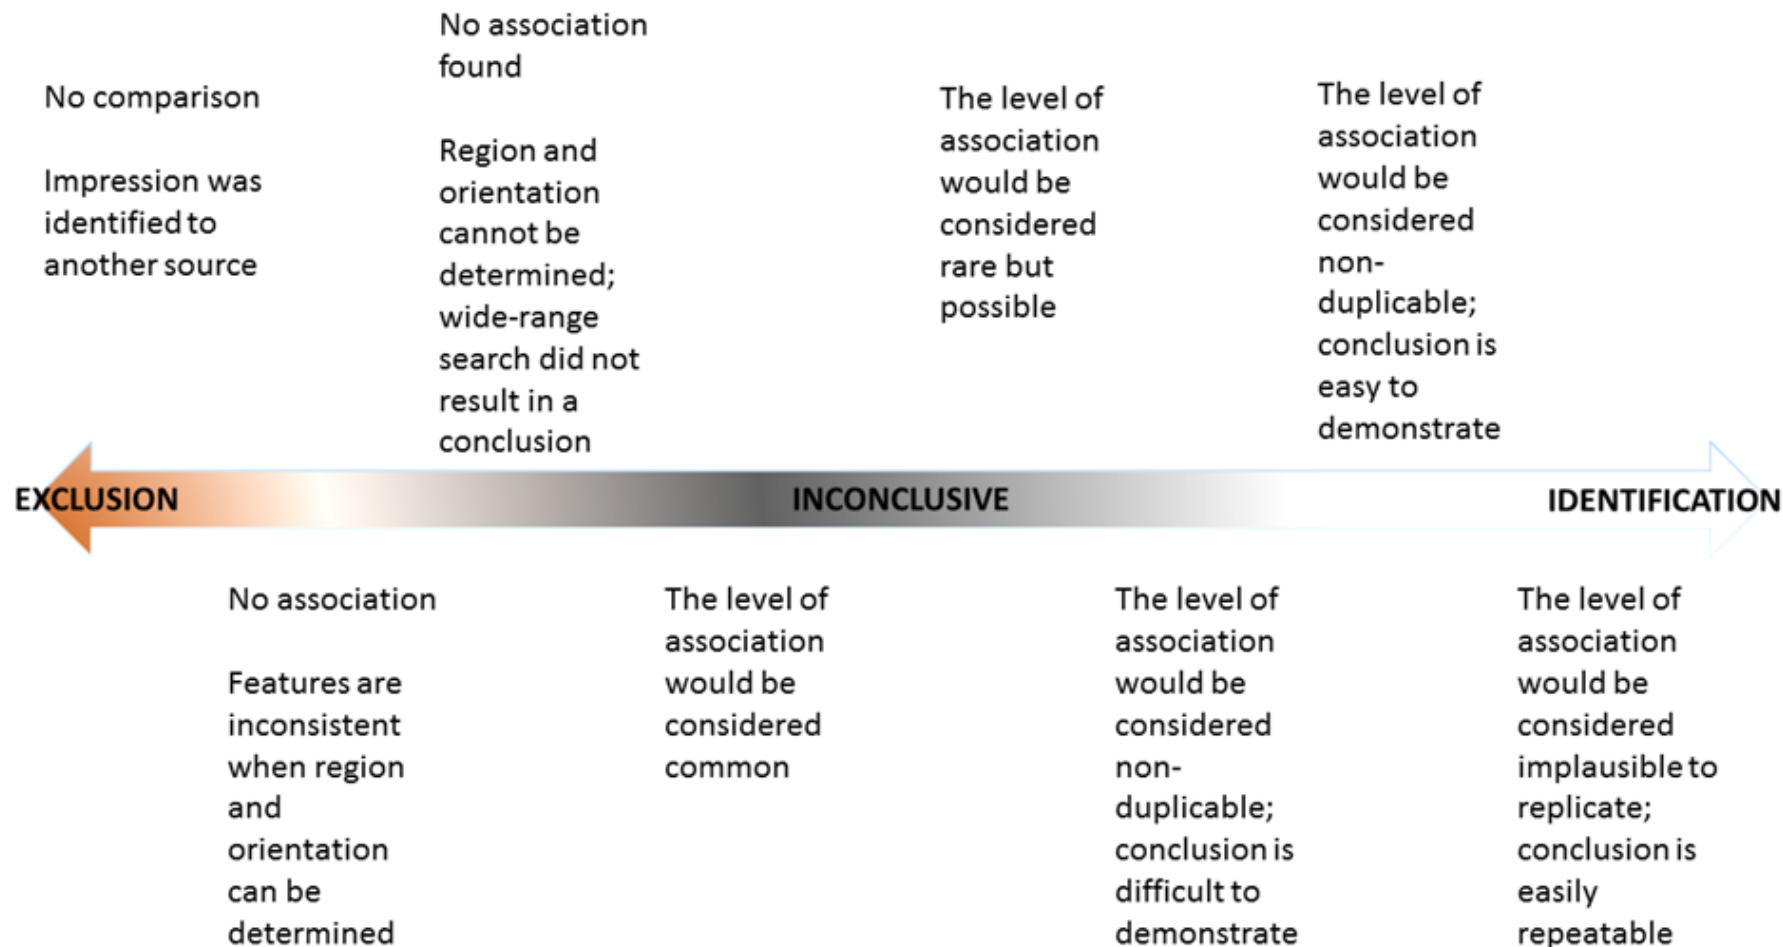 No comparison
Impression was
identified to
another source
No association
found
Region and
orientation
cannot be
determined;
wide-range
search did not
result in a
conclusion
The level of
association
would be
considered
rare but
possible
The level of
association
would be
considered
non-
duplicable;
conclusion is
easy to
demonstrate
EXCLUSION
INCONCLUSIVE
IDENTIFICATION
No association
Features are
inconsistent
when region
and
orientation
can be
determined
The level of
association
would be
considered
common
The level of
association
would be
considered
non-
duplicable;
conclusion is
difficult to
demonstrate
The level of
association
would be
considered
implausible to
replicate;
conclusion is
easily
repeatable